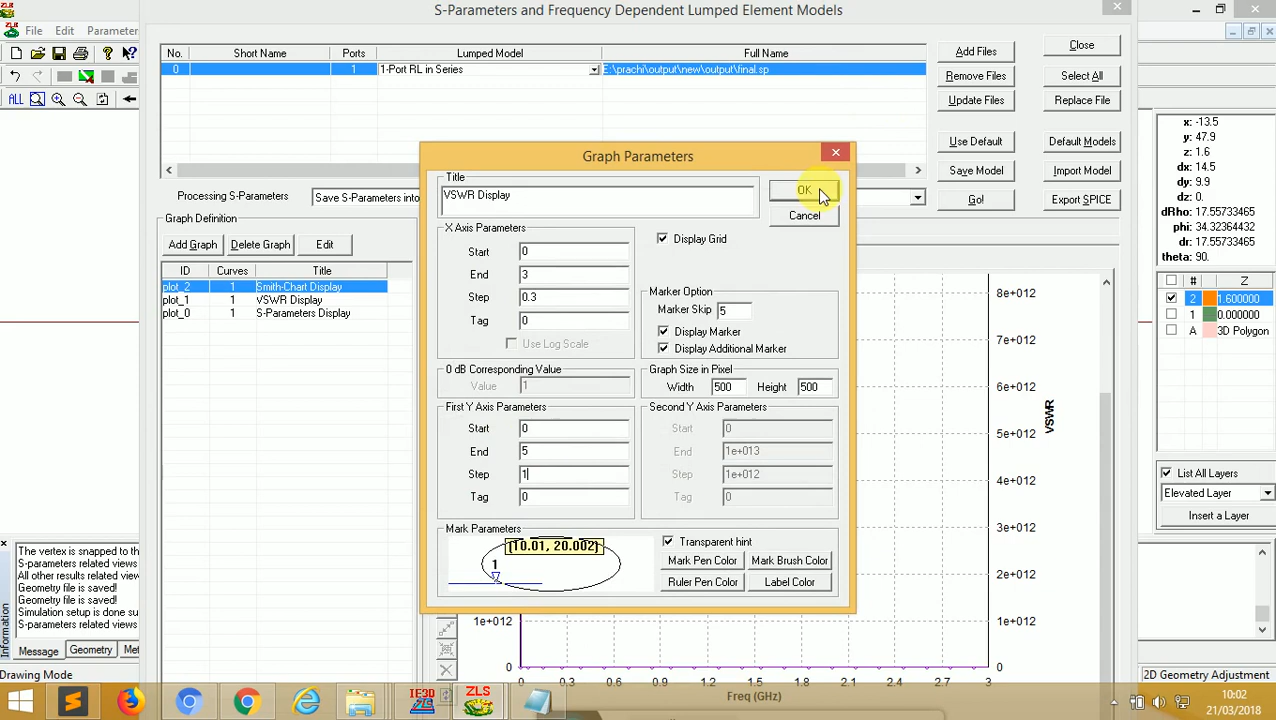 S-Parameters and Frequency Dependent Lumped Element Models
File Edit Parameter
No. Short Name Ports Lumped Model Full Name
0 1 1-Port RL in Series E:\prachi\output\new\output\final.sp
Add Files Close
Remove Files Select All
Update Files Replace File
Use Default Default Models
Save Model Import Model
Go! Export SPICE
ALL
Processing S-Parameters Save S-Parameters into
Graph Definition
Add Graph Delete Graph Edit
ID Curves Title
plot_2 1 Smith-Chart Display
plot_1 1 VSWR Display
plot_0 1 S-Parameters Display
Graph Parameters
Title
VSWR Display
OK
Cancel
X Axis Parameters
Start 0
End 3
Step 0.3
Tag 0
Use Log Scale
Display Grid
Marker Option
Marker Skip 5
Display Marker
Display Additional Marker
0 dB Corresponding Value
Value 1
Graph Size in Pixel
Width 500 Height 500
First Y Axis Parameters
Start 0
End 5
Step 1
Tag 0
Second Y Axis Parameters
Start 0
End 1e+013
Step 1e+012
Tag 0
Mark Parameters
(10.01, 20.002)
1
Transparent hint
Mark Pen Color Mark Brush Color
Ruler Pen Color Label Color
8e+012
7e+012
6e+012
5e+012
4e+012
3e+012
2e+012
1e+012 1e+012
0 0
VSWR
0 0.3 0.6 0.9 1.2 1.5 1.8 2.1 2.4 2.7 3
Freq (GHz)
x: -13.5
y: 47.9
z: 1.6
dx: 14.5
dy: 9.9
dz: 0.
dRho: 17.55733465
phi: 34.32364432
dr: 17.55733465
theta: 90.
# Z
2 1.600000
1 0.000000
A 3D Polygon
List All Layers
Elevated Layer
Insert a Layer
The vertex is snapped to th
S-parameters related views
All other results related view
Geometry file is saved!
Geometry file is saved!
Simulation setup is done su
S-parameters related views
Information
Message Geometry Met
Drawing Mode
2D Geometry Adjustment
IE3D
ZLS
10:02
21/03/2018